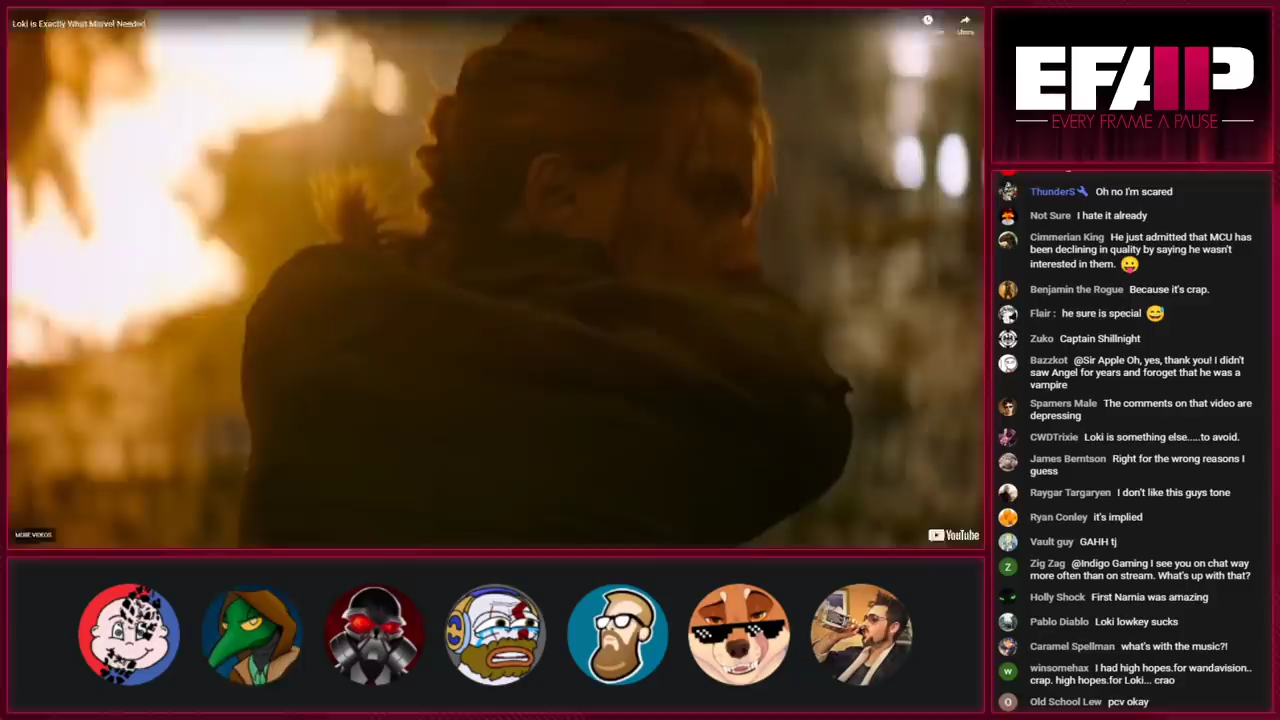 Loki is Exactly What Marvel Needed
Share
MORE VIDEOS
YouTube
EFAP
EVERY FRAME A PAUSE
ThunderS Oh no I'm scared
Not Sure I hate it already
Cimmerian King He just admitted that MCU has
been declining in quality by saying he wasn't
interested in them.
Benjamin the Rogue Because it's crap.
Flair : he sure is special
Zuko Captain Shillnight
Bazzkot @Sir Apple Oh, yes, thank you! I didn't
saw Angel for years and foroget that he was a
vampire
Spamers Male The comments on that video are
depressing
CWDTrixie Loki is something else.....to avoid.
James Berntson Right for the wrong reasons I
guess
Raygar Targaryen I don't like this guys tone
Ryan Conley it's implied
Vault guy GAHH tj
Z
Zig Zag @Indigo Gaming I see you on chat way
more often than on stream. What's up with that?
Holly Shock First Narnia was amazing
Pablo Diablo Loki lowkey sucks
Caramel Spellman what's with the music?!
w
winsomehax I had high hopes.for wandavision..
crap. high hopes.for Loki... crao
O
Old School Lew pcv okay